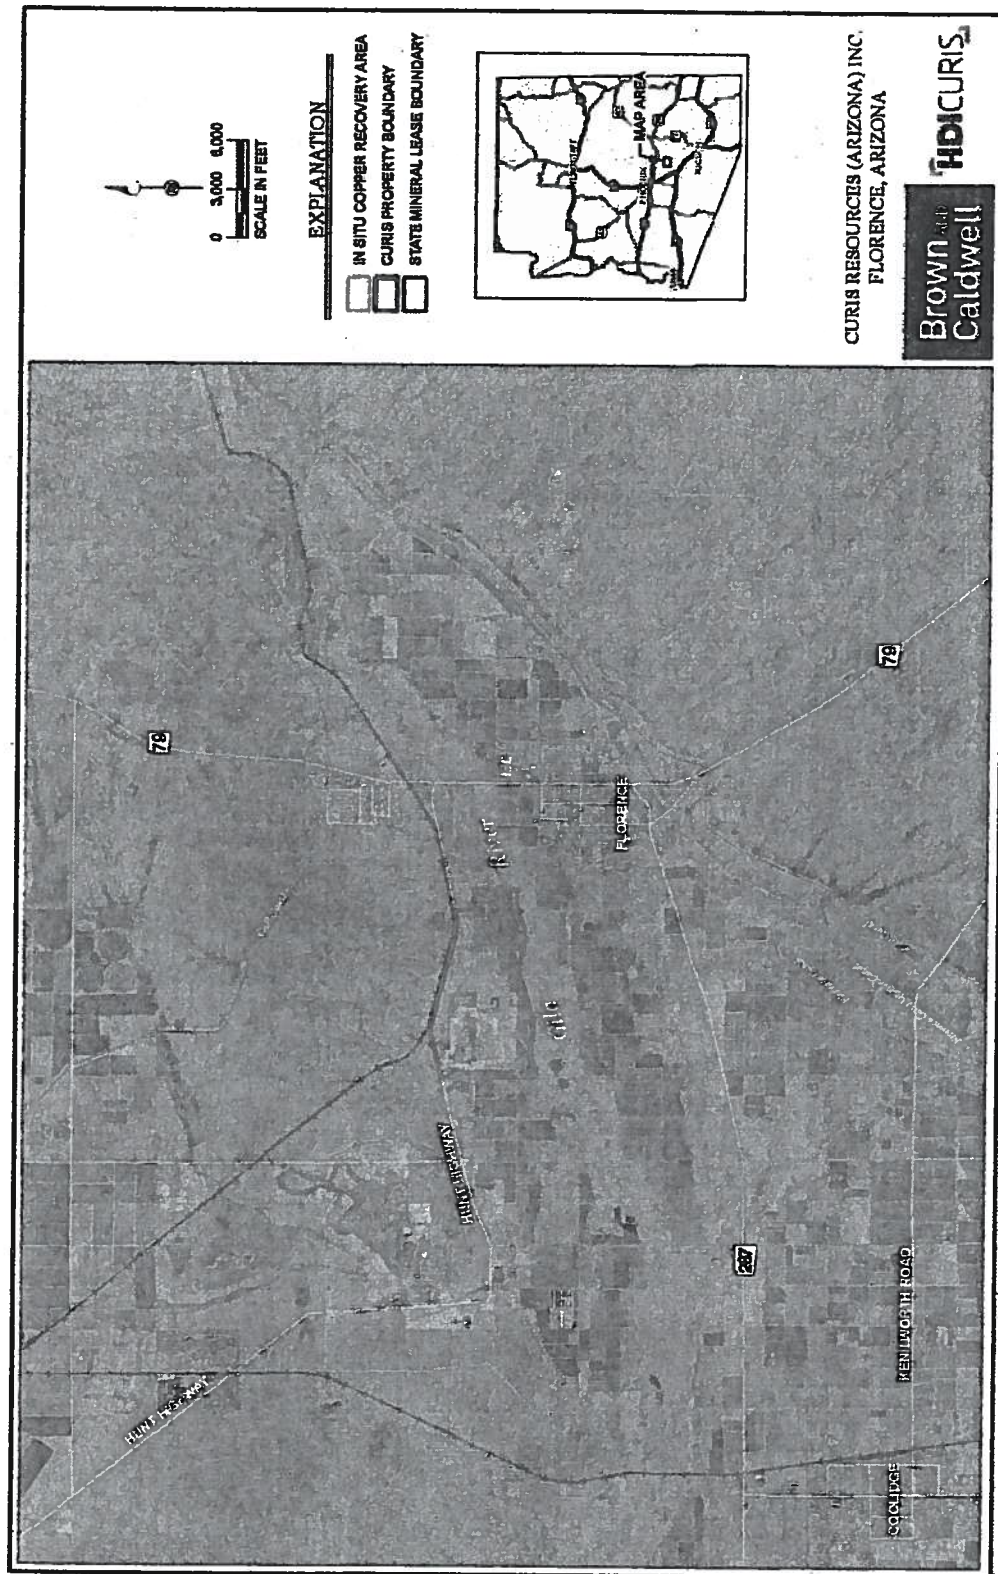 0 3,000 6,000
SCALE IN FEET
EXPLANATION
IN SITU COPPER RECOVERY AREA
CURIS PROPERTY BOUNDARY
STATE MINERAL LEASE BOUNDARY
MAP AREA
CURIS RESOURCES (ARIZONA) INC.
FLORENCE, ARIZONA
Brown AND
Caldwell
HDI CURIS
79
River
Gila
HUNT HIGHWAY
HUNT HIGHWAY
FLORENCE
79
287
KENILWORTH ROAD
COOLIDGE